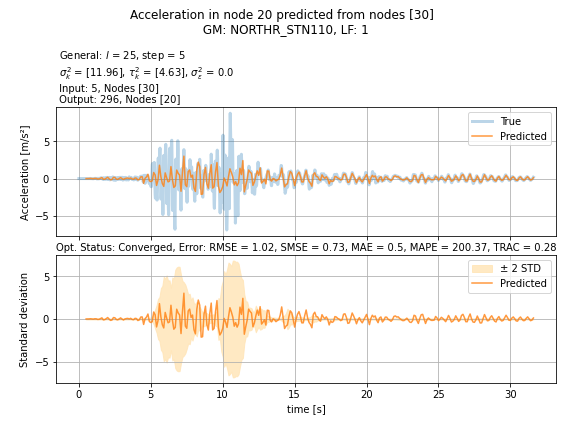 Acceleration in node 20 predicted from nodes [30]
GM: NORTHR_STN110, LF: 1
General: l = 25, step = 5
σ²ₖ = [11.96], τ²ₖ = [4.63], σ²ε = 0.0
Input: 5, Nodes [30]
Output: 296, Nodes [20]
Acceleration [m/s²]
5
0
−5
True
Predicted
Opt. Status: Converged, Error: RMSE = 1.02, SMSE = 0.73, MAE = 0.5, MAPE = 200.37, TRAC = 0.28
Standard deviation
5
0
−5
± 2 STD
Predicted
0 5 10 15 20 25 30
time [s]